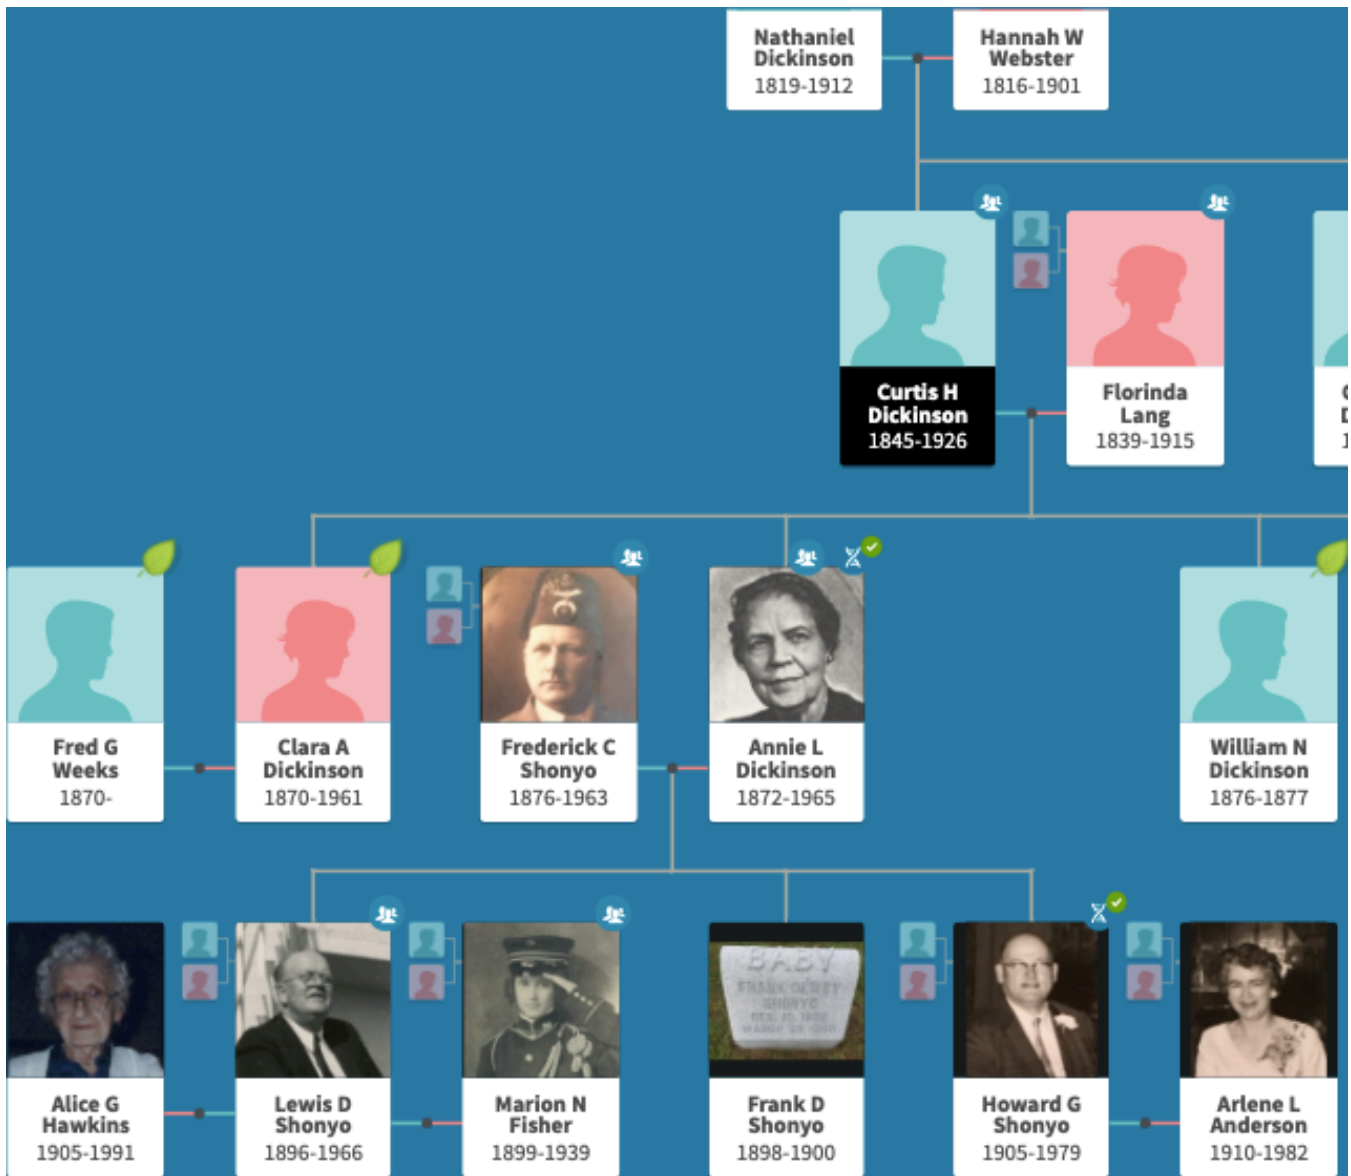 Nathaniel
Dickinson
1819-1912
Hannah W
Webster
1816-1901
Curtis H
Dickinson
1845-1926
Florinda
Lang
1839-1915
Fred G
Weeks
1870-
Clara A
Dickinson
1870-1961
Frederick C
Shonyo
1876-1963
Annie L
Dickinson
1872-1965
William N
Dickinson
1876-1877
BABY
FRANK DEWEY
SHONYO
Alice G
Hawkins
1905-1991
Lewis D
Shonyo
1896-1966
Marion N
Fisher
1899-1939
Frank D
Shonyo
1898-1900
Howard G
Shonyo
1905-1979
Arlene L
Anderson
1910-1982